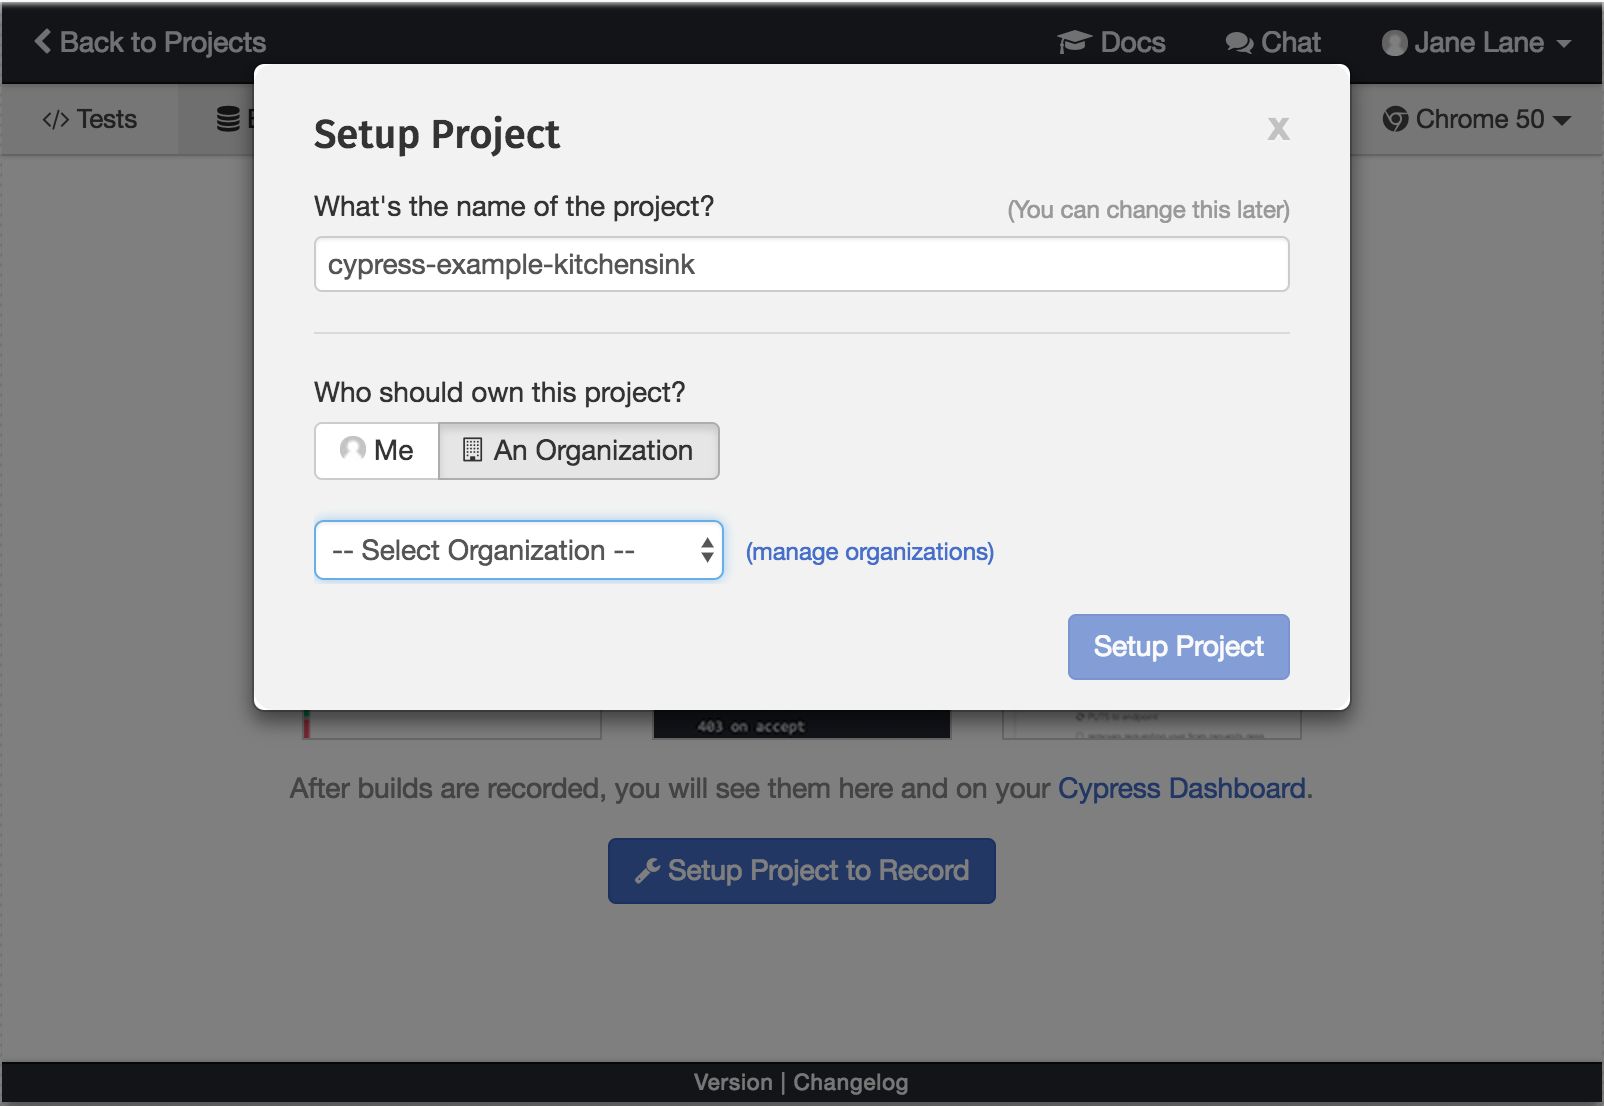 Back to Projects Docs Chat Jane Lane
</> Tests Chrome 50
Setup Project x
What's the name of the project? (You can change this later)
cypress-example-kitchensink
Who should own this project?
Me An Organization
-- Select Organization -- (manage organizations)
Setup Project
403 on accept
PUTS to endpoint
After builds are recorded, you will see them here and on your Cypress Dashboard.
Setup Project to Record
Version | Changelog